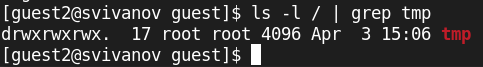 [guest2@svivanov guest]$ ls -l / | grep tmp
drwxrwxrwx.  17 root root 4096 Apr  3 15:06 tmp
[guest2@svivanov guest]$